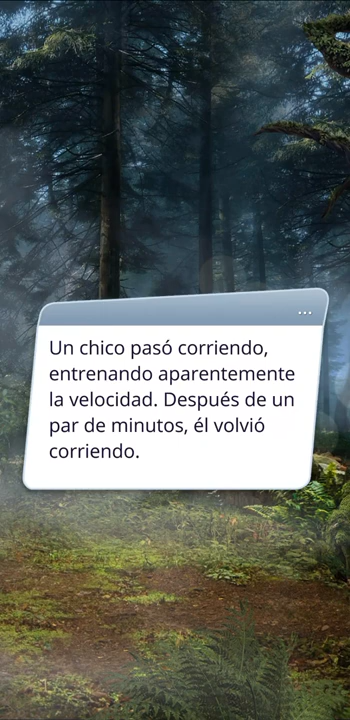 Un chico pasó corriendo,
entrenando aparentemente
la velocidad. Después de un
par de minutos, él volvió
corriendo.